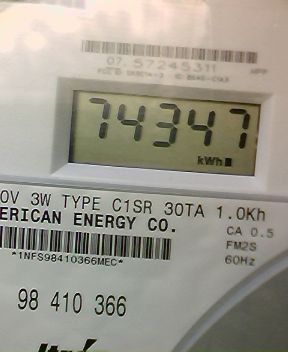 07. 57245311
74347
kWh
0V 3W TYPE C1SR 30TA 1.0Kh
ERICAN ENERGY CO.
CA 0.5
FM2S
*1NFS98410366MEC*
60Hz
98 410 366